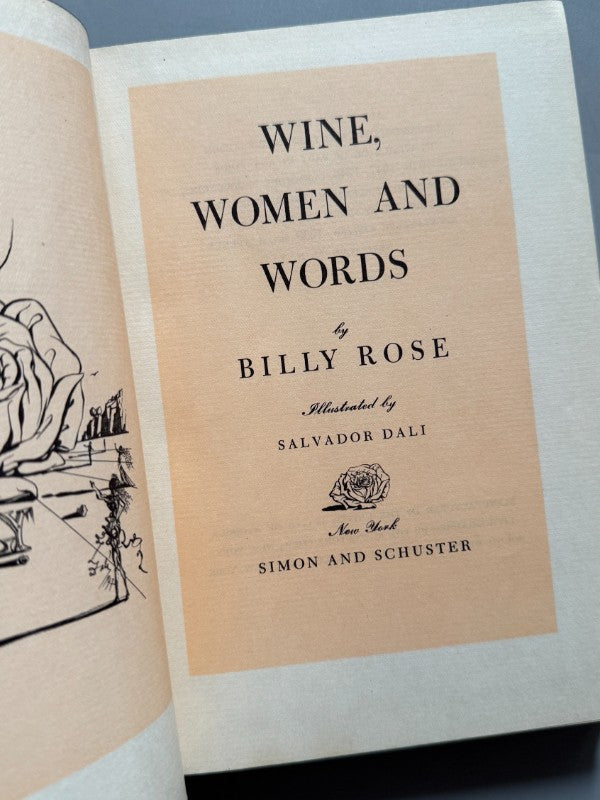 WINE,
WOMEN AND
WORDS
by
BILLY ROSE
Illustrated by
SALVADOR DALI
New York
SIMON AND SCHUSTER